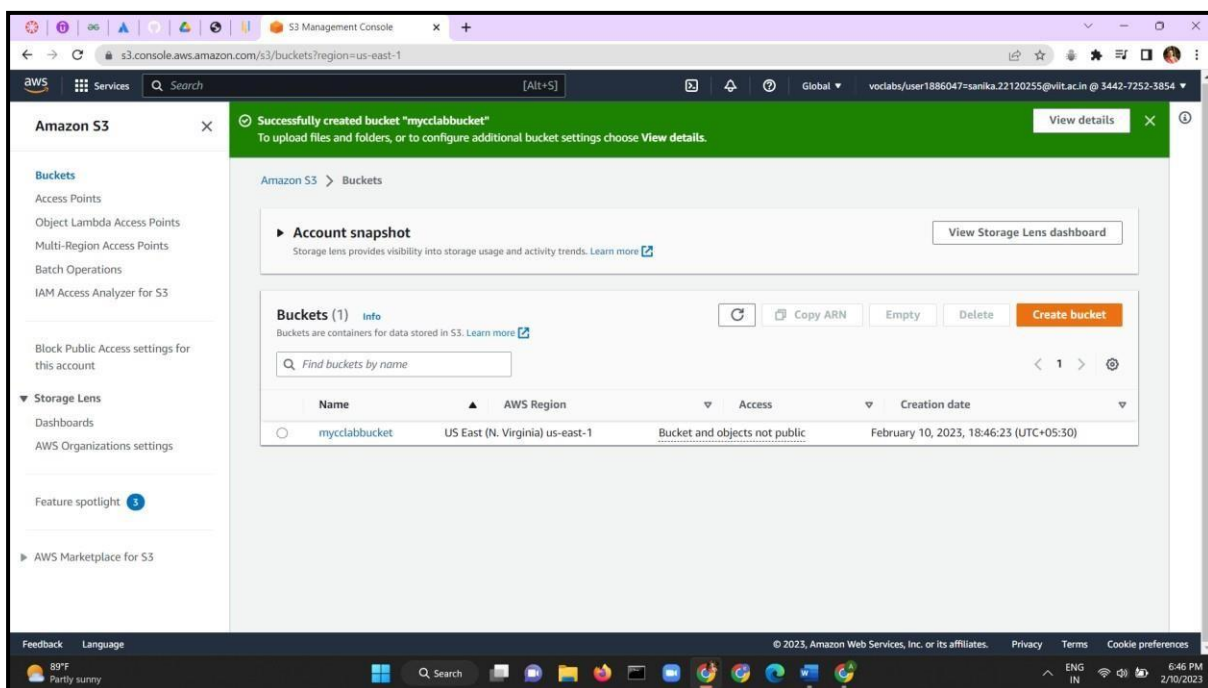 S3 Management Console
s3.console.aws.amazon.com/s3/buckets?region=us-east-1
aws Services Search [Alt+S] Global voclabs/user1886047=sanika.22120255@viit.ac.in @ 3442-7252-3854
Amazon S3
Buckets
Access Points
Object Lambda Access Points
Multi-Region Access Points
Batch Operations
IAM Access Analyzer for S3
Block Public Access settings for
this account
Storage Lens
Dashboards
AWS Organizations settings
Feature spotlight 3
AWS Marketplace for S3
Successfully created bucket "mycclabbucket"
To upload files and folders, or to configure additional bucket settings choose View details.
View details
Amazon S3 > Buckets
Account snapshot
Storage lens provides visibility into storage usage and activity trends. Learn more
View Storage Lens dashboard
Buckets (1) Info
Buckets are containers for data stored in S3. Learn more
Copy ARN Empty Delete Create bucket
Find buckets by name
< 1 >
Name AWS Region Access Creation date
mycclabbucket US East (N. Virginia) us-east-1 Bucket and objects not public February 10, 2023, 18:46:23 (UTC+05:30)
Feedback Language © 2023, Amazon Web Services, Inc. or its affiliates. Privacy Terms Cookie preferences
89°F
Partly sunny
Search
ENG
IN
6:46 PM
2/10/2023